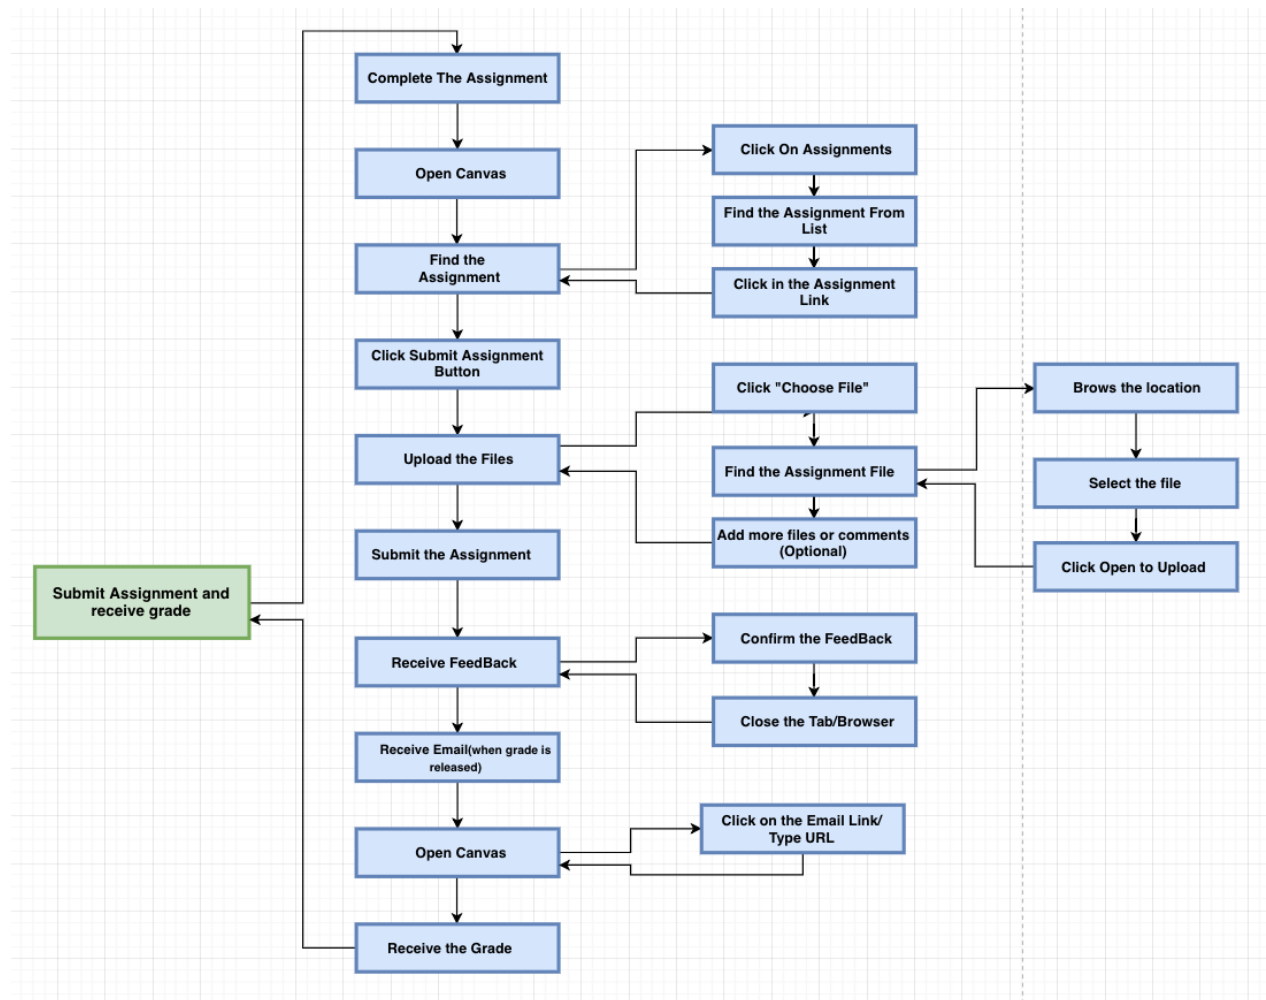 Complete The Assignment
Open Canvas
Find the
Assignment
Click Submit Assignment
Button
Upload the Files
Submit the Assignment
Receive FeedBack
Receive Email(when grade is
released)
Open Canvas
Receive the Grade
Submit Assignment and
receive grade
Click On Assignments
Find the Assignment From
List
Click in the Assignment
Link
Click "Choose File"
Find the Assignment File
Add more files or comments
(Optional)
Confirm the FeedBack
Close the Tab/Browser
Click on the Email Link/
Type URL
Brows the location
Select the file
Click Open to Upload